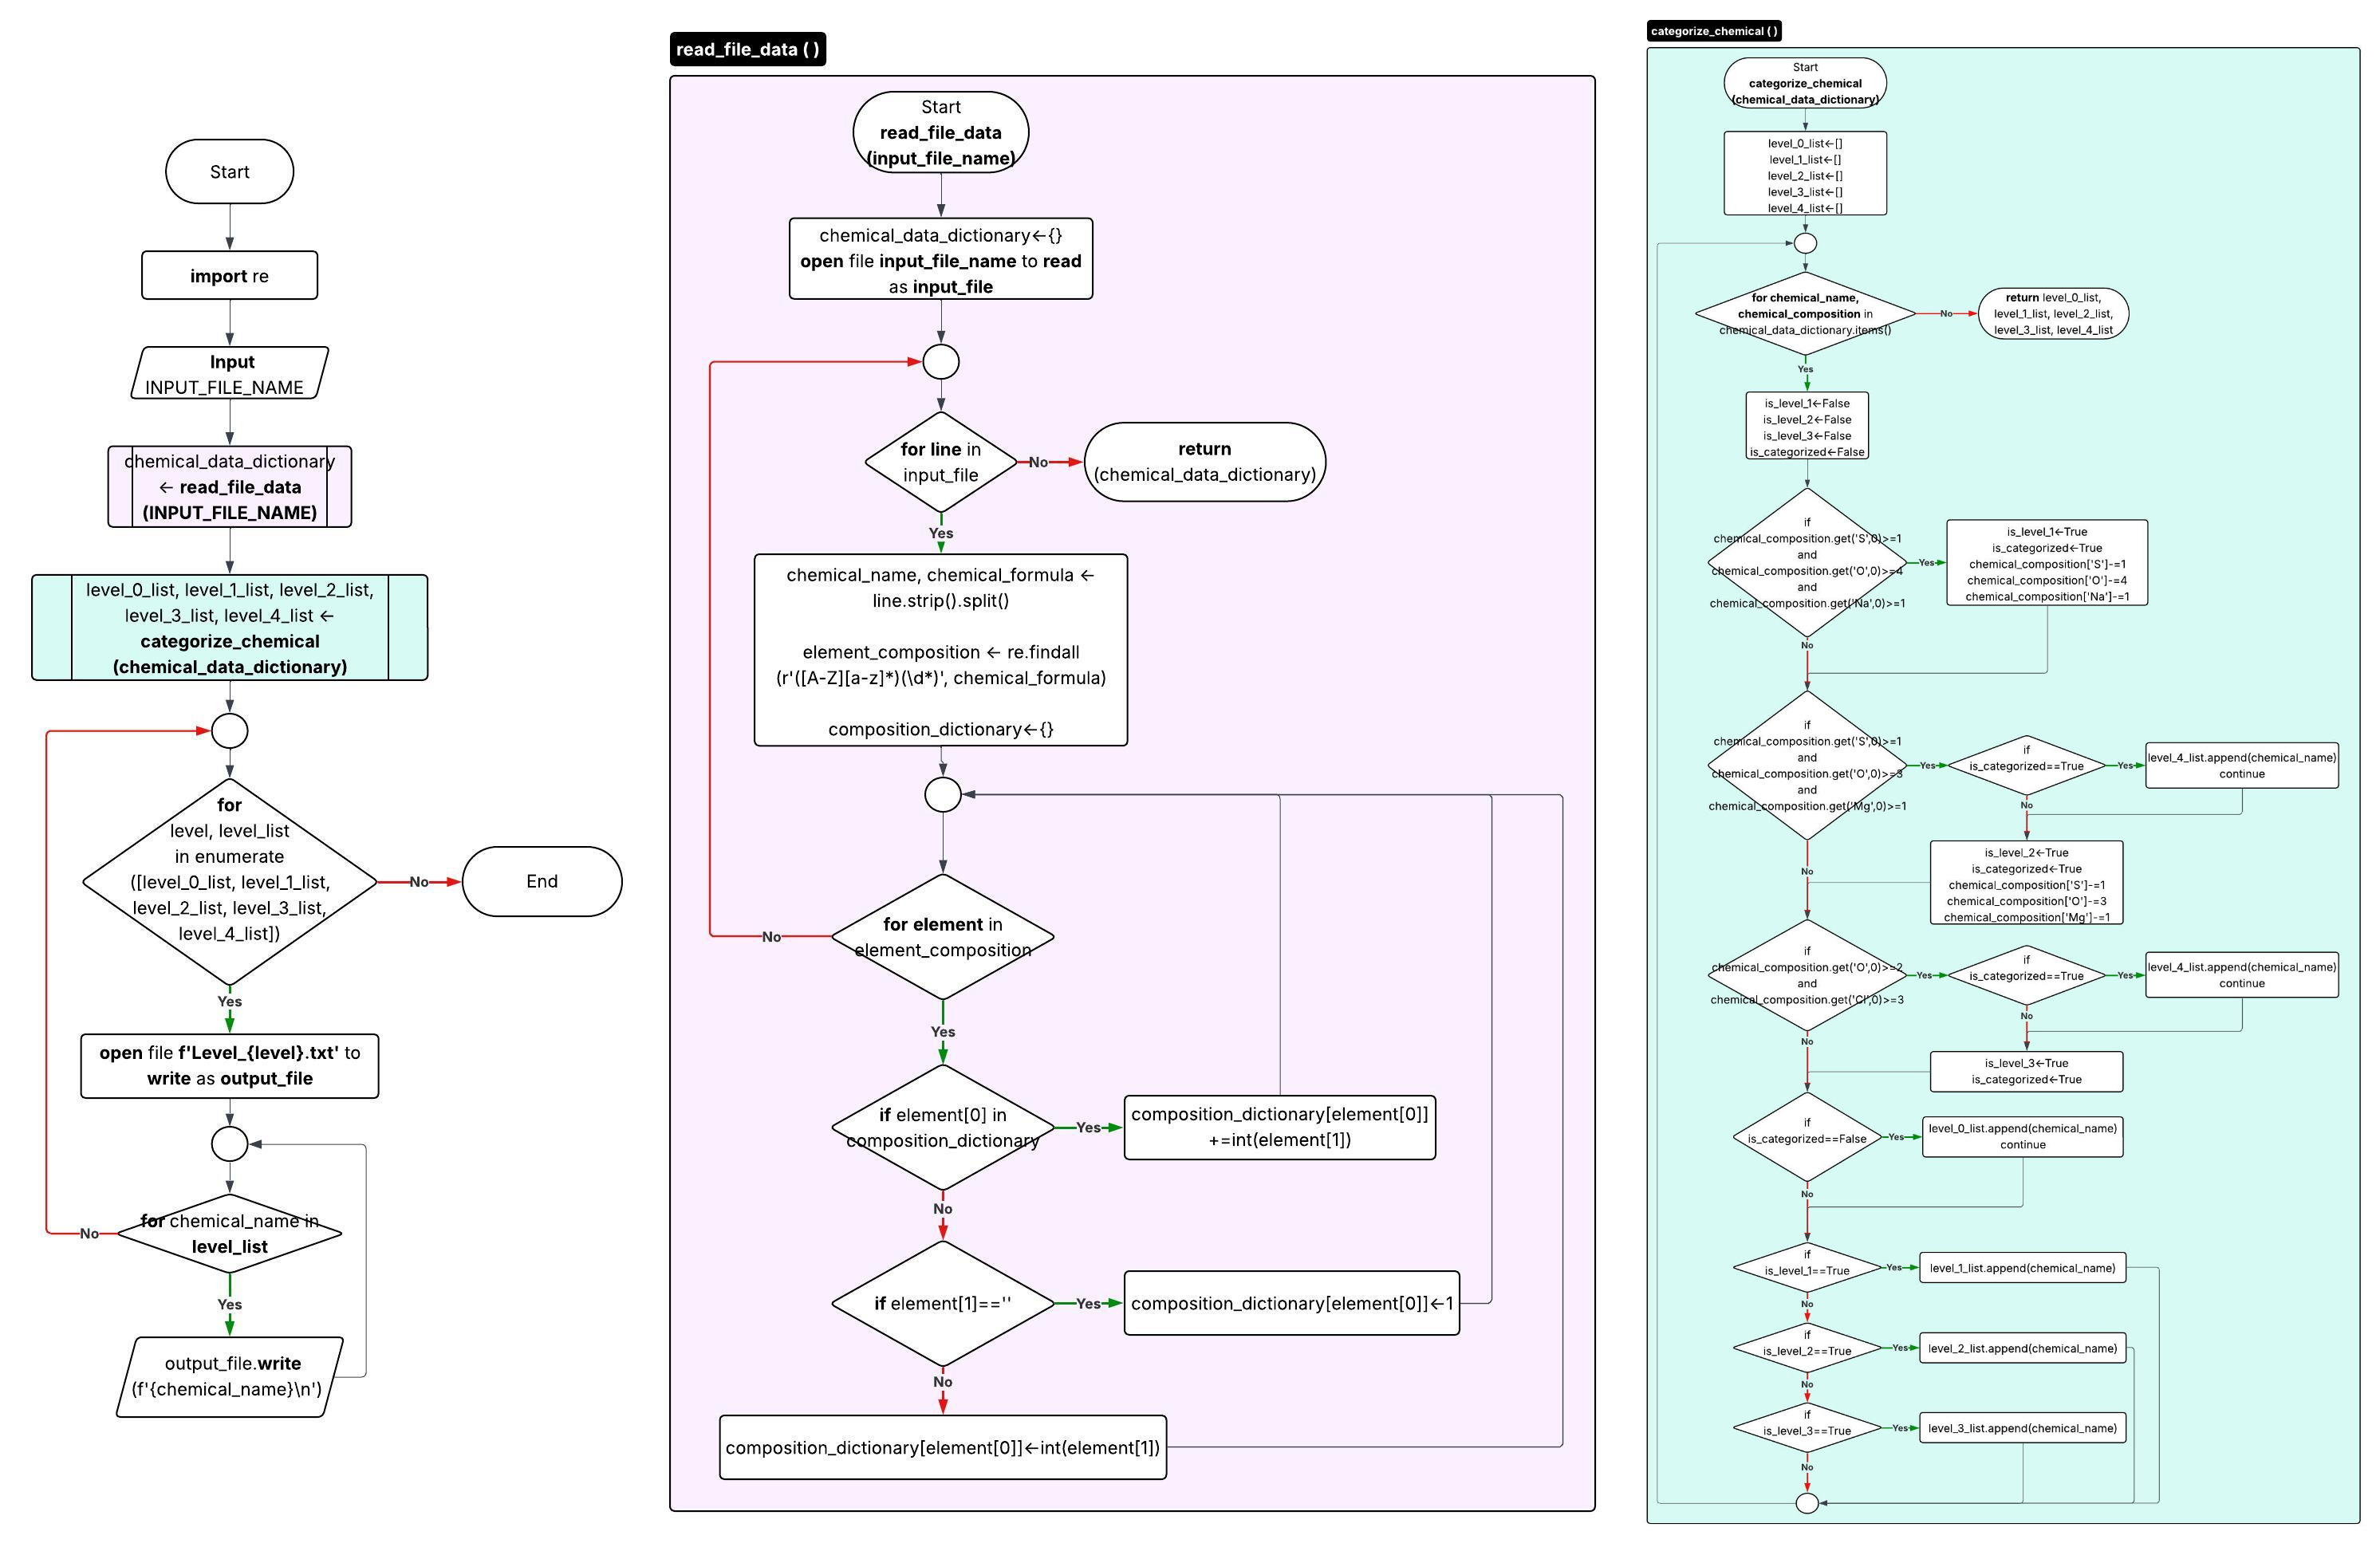 Start
import re
Input
INPUT_FILE_NAME
chemical_data_dictionary
← read_file_data
(INPUT_FILE_NAME)
level_0_list, level_1_list, level_2_list,
level_3_list, level_4_list ←
categorize_chemical
(chemical_data_dictionary)
for
level, level_list
in enumerate
([level_0_list, level_1_list,
level_2_list, level_3_list,
level_4_list])
No
End
Yes
open file f'Level_{level}.txt' to
write as output_file
for chemical_name in
level_list
No
Yes
output_file.write
(f'{chemical_name}\n')
read_file_data ( )
Start
read_file_data
(input_file_name)
chemical_data_dictionary←{}
open file input_file_name to read
as input_file
for line in
input_file
No
return
(chemical_data_dictionary)
Yes
chemical_name, chemical_formula ←
line.strip().split()
element_composition ← re.findall
(r'([A-Z][a-z]*)(\d*)', chemical_formula)
composition_dictionary←{}
for element in
element_composition
No
Yes
if element[0] in
composition_dictionary
Yes
composition_dictionary[element[0]]
+=int(element[1])
No
if element[1]==''
Yes
composition_dictionary[element[0]]←1
No
composition_dictionary[element[0]]←int(element[1])
categorize_chemical ( )
Start
categorize_chemical
(chemical_data_dictionary)
level_0_list←[]
level_1_list←[]
level_2_list←[]
level_3_list←[]
level_4_list←[]
for chemical_name,
chemical_composition in
chemical_data_dictionary.items()
No
return level_0_list,
level_1_list, level_2_list,
level_3_list, level_4_list
Yes
is_level_1←False
is_level_2←False
is_level_3←False
is_categorized←False
if
chemical_composition.get('S',0)>=1
and
chemical_composition.get('O',0)>=4
and
chemical_composition.get('Na',0)>=1
Yes
is_level_1←True
is_categorized←True
chemical_composition['S']-=1
chemical_composition['O']-=4
chemical_composition['Na']-=1
No
if
chemical_composition.get('S',0)>=1
and
chemical_composition.get('O',0)>=3
and
chemical_composition.get('Mg',0)>=1
Yes
if
is_categorized==True
Yes
level_4_list.append(chemical_name)
continue
No
is_level_2←True
is_categorized←True
chemical_composition['S']-=1
chemical_composition['O']-=3
chemical_composition['Mg']-=1
No
if
chemical_composition.get('O',0)>=2
and
chemical_composition.get('Cl',0)>=3
Yes
if
is_categorized==True
Yes
level_4_list.append(chemical_name)
continue
No
is_level_3←True
is_categorized←True
No
if
is_categorized==False
Yes
level_0_list.append(chemical_name)
continue
No
if
is_level_1==True
Yes
level_1_list.append(chemical_name)
No
if
is_level_2==True
Yes
level_2_list.append(chemical_name)
No
if
is_level_3==True
Yes
level_3_list.append(chemical_name)
No